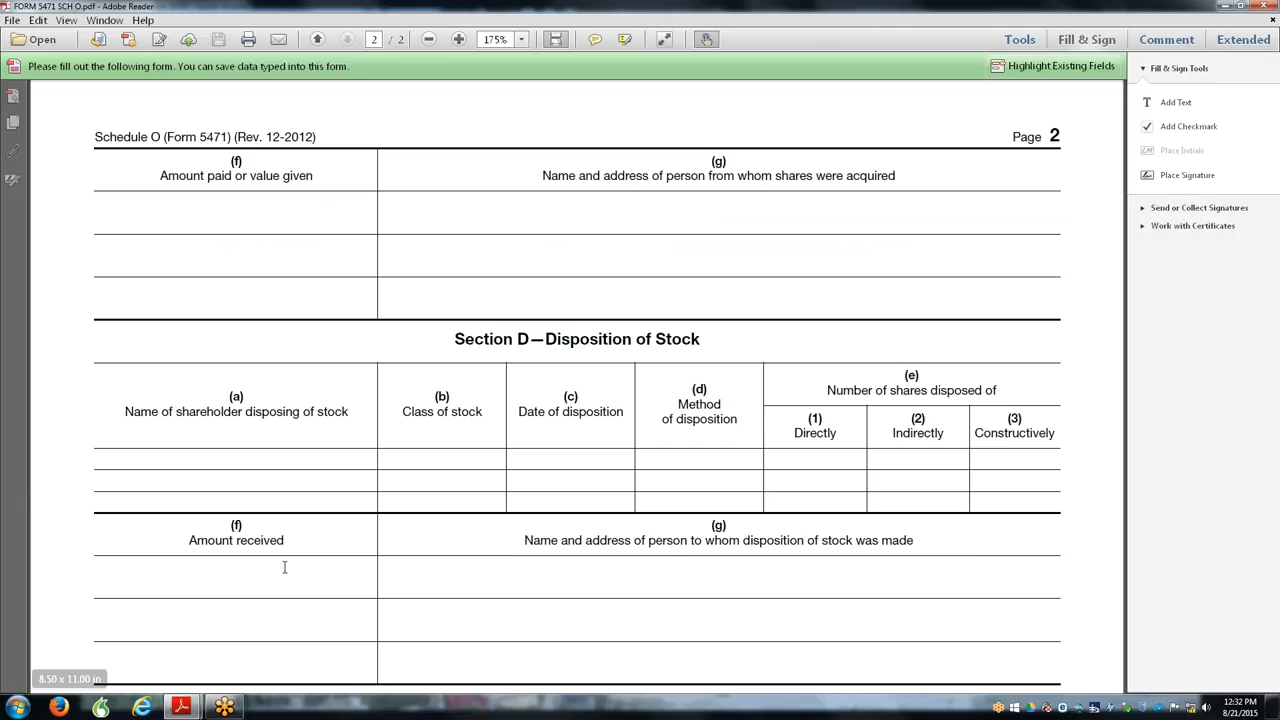 FORM 5471 SCH O.pdf - Adobe Reader
File Edit View Window Help
Open 2 / 2 175% Tools Fill & Sign Comment Extended
Please fill out the following form. You can save data typed into this form. Highlight Existing Fields
Fill & Sign Tools
Add Text
Add Checkmark
Place Initials
Place Signature
Send or Collect Signatures
Work with Certificates
Schedule O (Form 5471) (Rev. 12-2012) Page 2
(f) (g)
Amount paid or value given Name and address of person from whom shares were acquired
Section D—Disposition of Stock
(a) Name of shareholder disposing of stock
(b) Class of stock
(c) Date of disposition
(d) Method of disposition
(e) Number of shares disposed of
(1) Directly
(2) Indirectly
(3) Constructively
(f) (g)
Amount received Name and address of person to whom disposition of stock was made
8.50 x 11.00 in
12:32 PM
8/21/2015